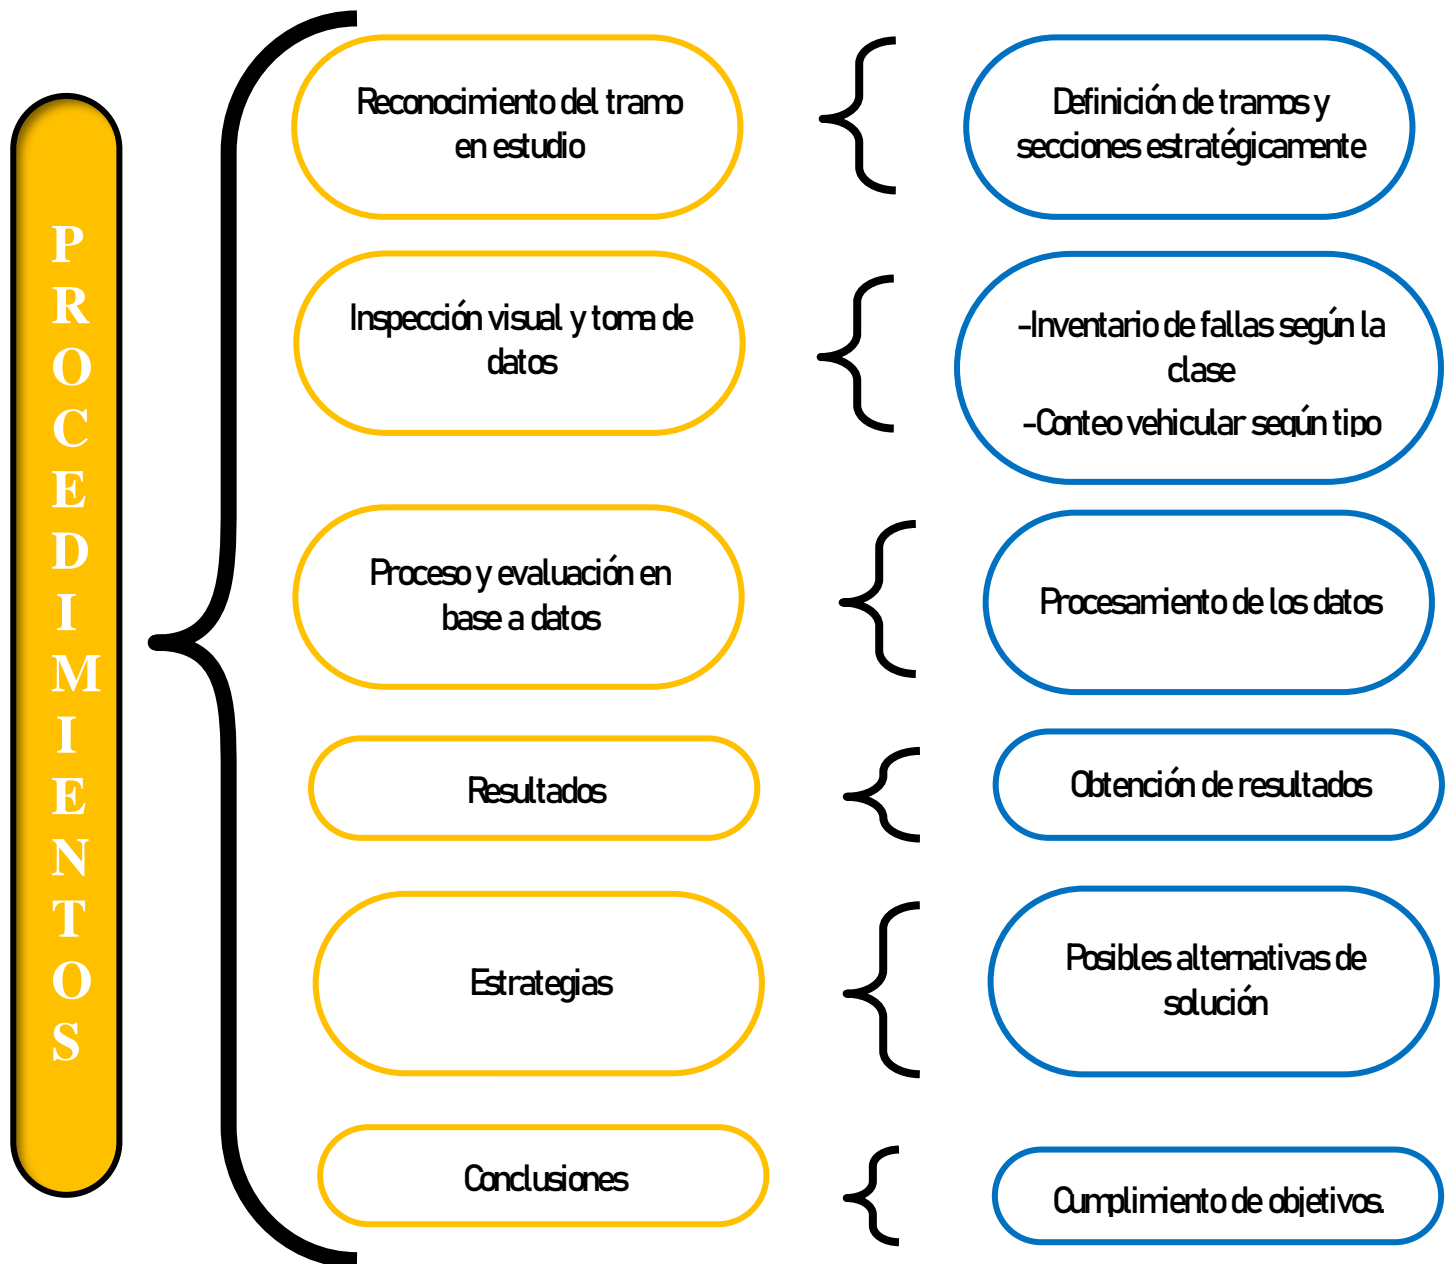 PROCEDIMIENTOS
Reconocimiento del tramo
en estudio
Definición de tramos y
secciones estratégicamente
Inspección visual y toma de
datos
-Inventario de fallas según la
clase
-Conteo vehicular según tipo
Proceso y evaluación en
base a datos
Procesamiento de los datos
Resultados
Obtención de resultados
Estrategias
Posibles alternativas de
solución
Conclusiones
Cumplimiento de objetivos.